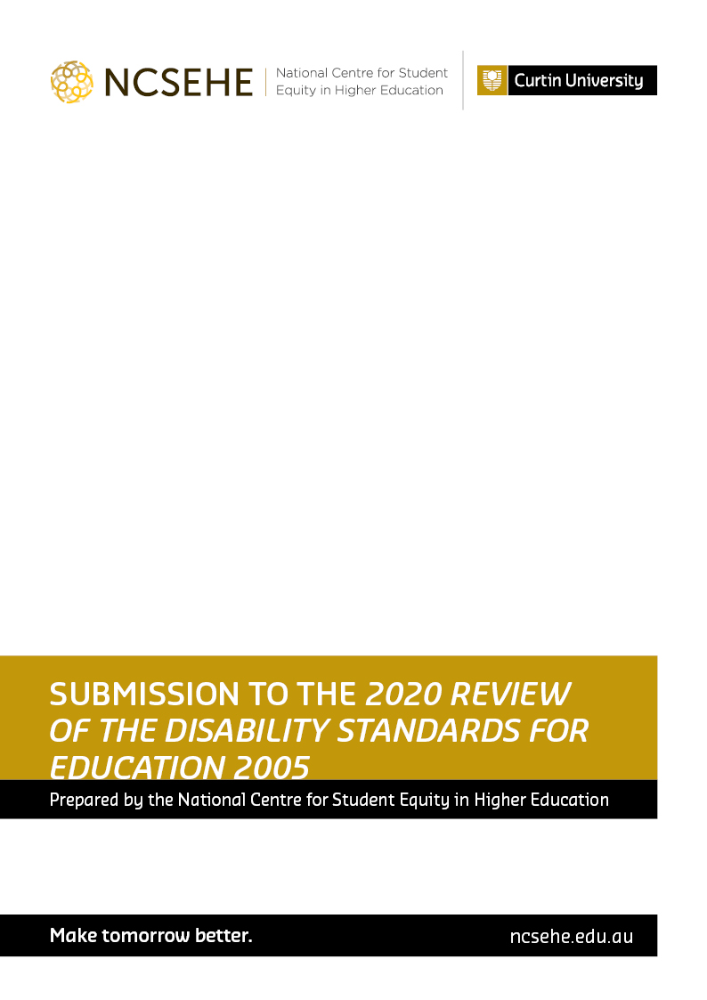 NCSEHE
National Centre for Student
Equity in Higher Education
Curtin University
SUBMISSION TO THE 2020 REVIEW
OF THE DISABILITY STANDARDS FOR
EDUCATION 2005
Prepared by the National Centre for Student Equity in Higher Education
Make tomorrow better.
ncsehe.edu.au